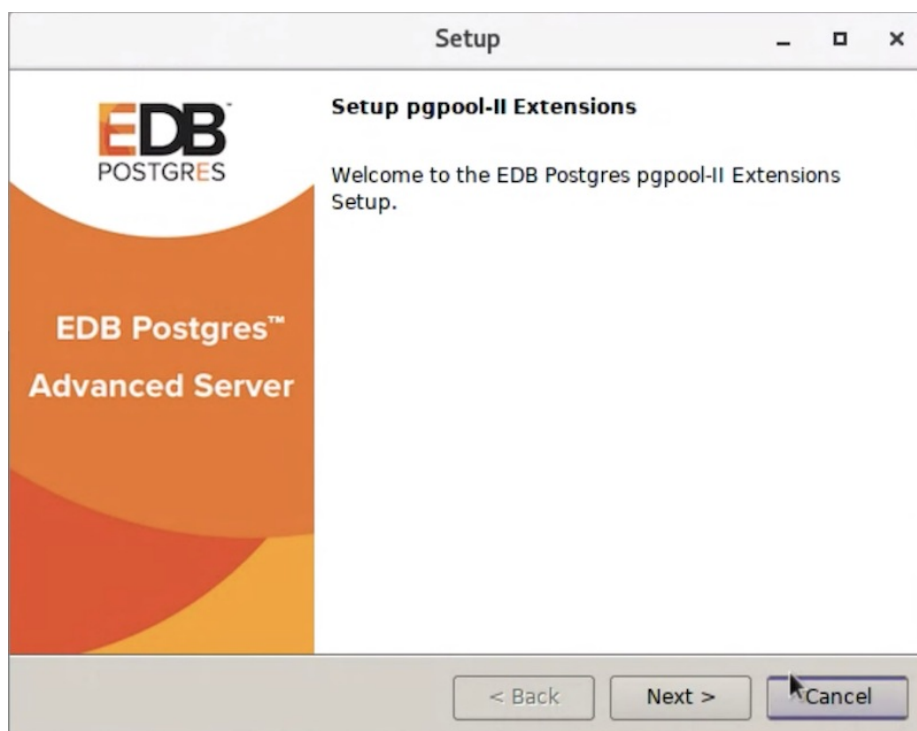 Setup
EDB
POSTGRES
EDB Postgres™
Advanced Server
Setup pgpool-II Extensions
Welcome to the EDB Postgres pgpool-II Extensions
Setup.
< Back
Next >
Cancel